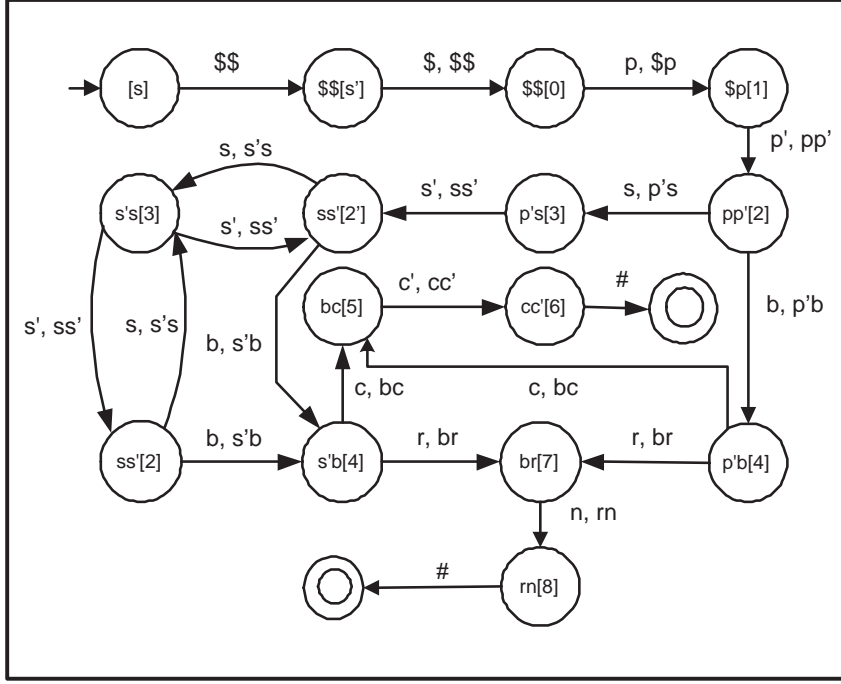 $$
$, $$
p, $p
[s]
$$[s’]
$$[0]
$p[1]
p', pp’
s, s’s
s’, ss’
s, p’s
s's[3]
ss'[2’]
p's[3]
pp'[2]
s’, ss’
c’, cc’
#
bc[5]
cc'[6]
b, p’b
s’, ss’
s, s’s
b, s’b
c, bc
c, bc
b, s’b
r, br
r, br
ss'[2]
s'b[4]
br[7]
p'b[4]
n, rn
#
rn[8]